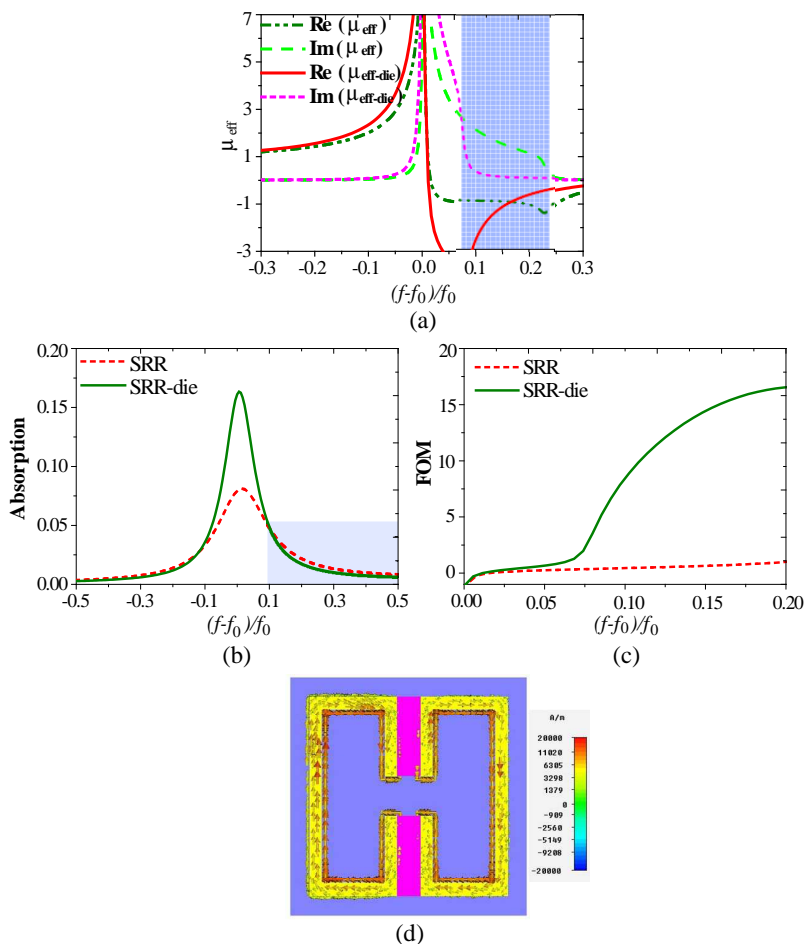 7
5
3
1
-1
-3
μeff
Re (μeff)
Im (μeff)
Re (μeff-die)
Im (μeff-die)
-0.3 -0.2 -0.1 0.0 0.1 0.2 0.3
(f-f0)/f0
(a)
0.20
0.15
0.10
0.05
0.00
Absorption
SRR
SRR-die
-0.5 -0.3 -0.1 0.1 0.3 0.5
(f-f0)/f0
(b)
20
15
10
20
0
FOM
SRR
SRR-die
0.00 0.05 0.10 0.15 0.20
(f-f0)/f0
(c)
A/m
20000
11020
6305
3298
1379
0
-909
-2560
-5149
-9208
-20000
(d)